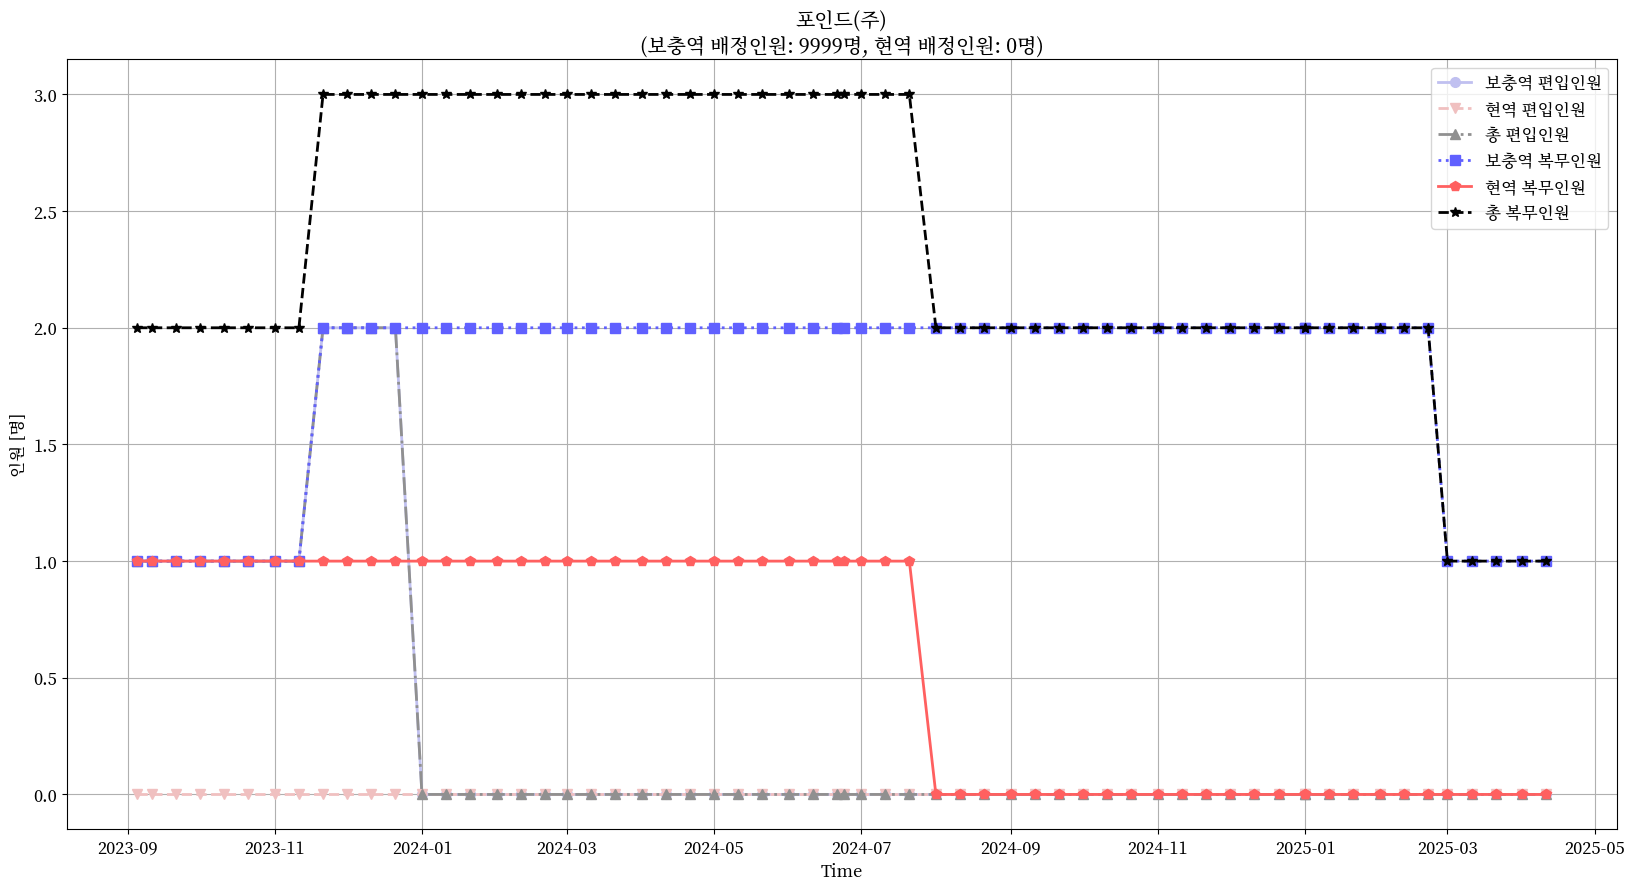 포인드(주)
(보충역 배정인원: 9999명, 현역 배정인원: 0명)
보충역 편입인원
현역 편입인원
총 편입인원
보충역 복무인원
현역 복무인원
총 복무인원
인원 [명]
3.0
2.5
2.0
1.5
1.0
0.5
0.0
2023-09
2023-11
2024-01
2024-03
2024-05
2024-07
2024-09
2024-11
2025-01
2025-03
2025-05
Time